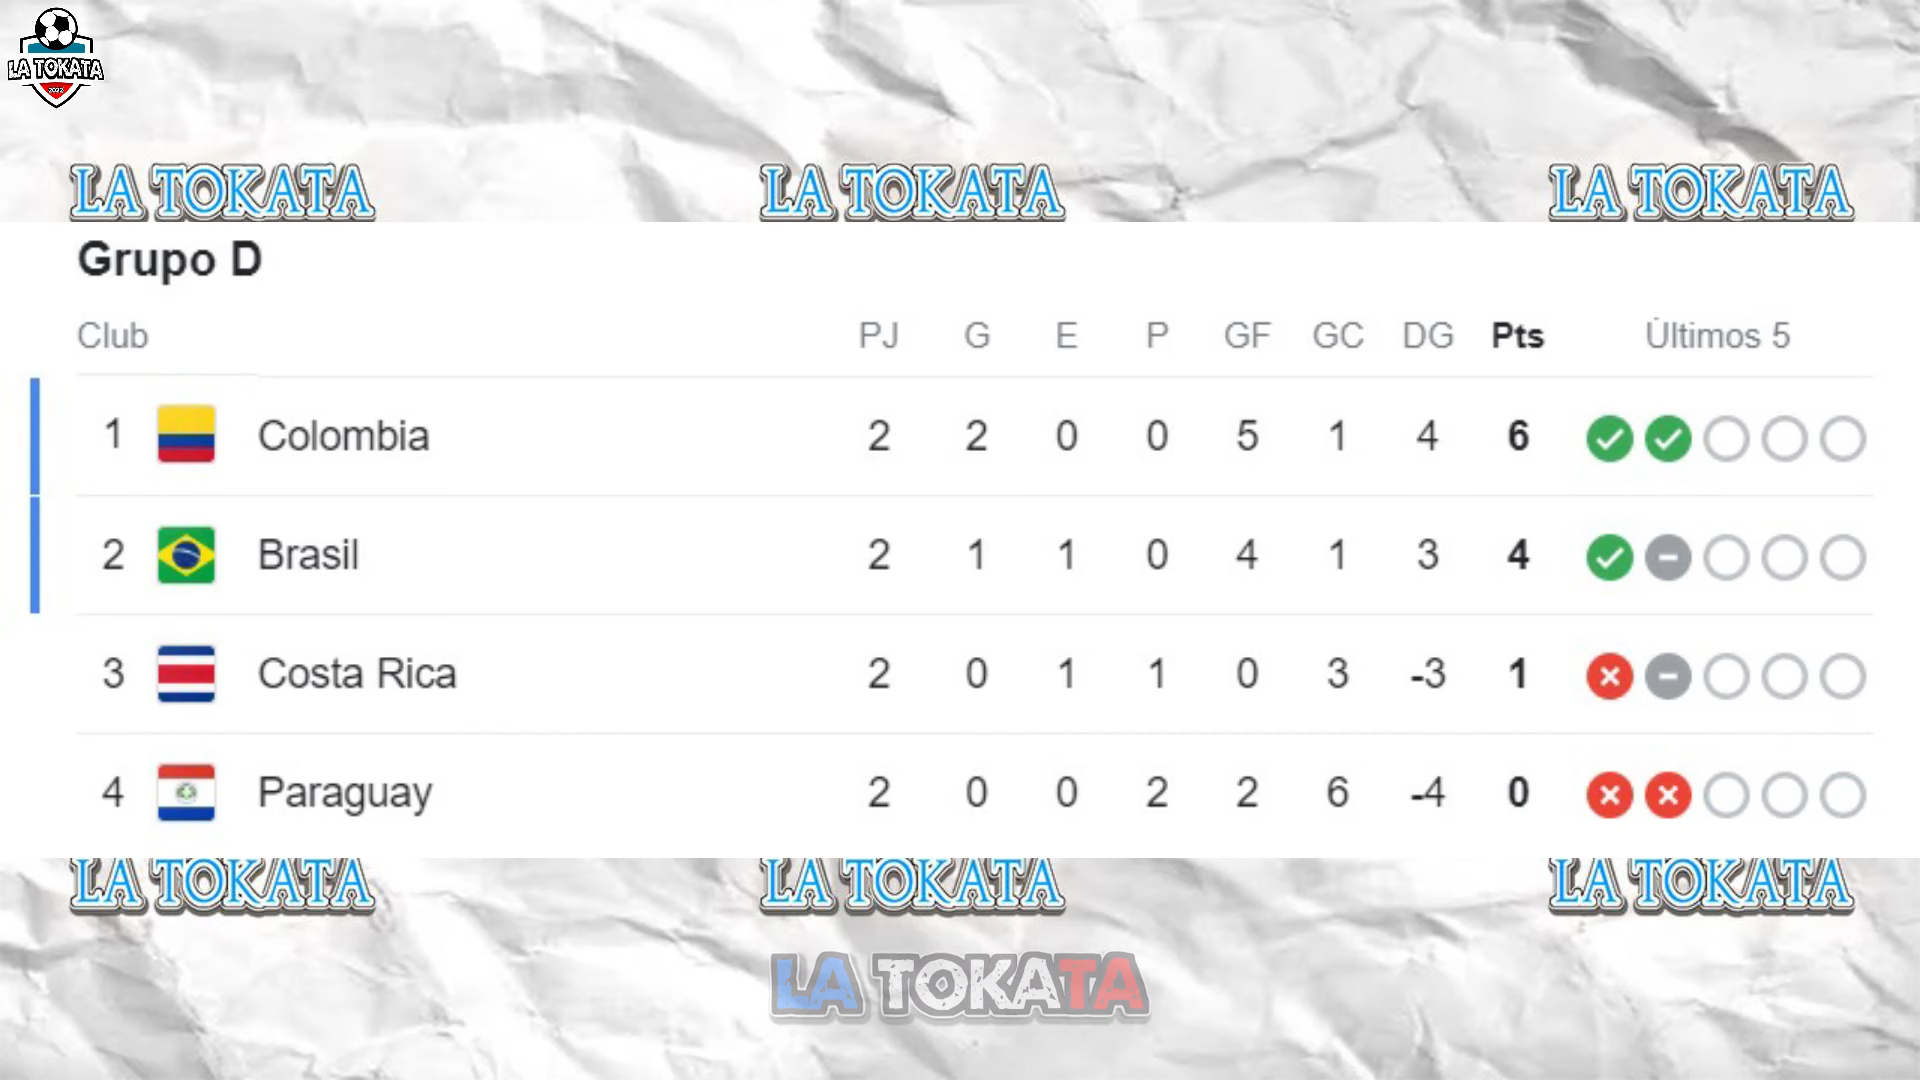 LA TOKATA
2022
LA TOKATA LA TOKATA LA TOKATA
Grupo D
Club PJ G E P GF GC DG Pts Últimos 5
1 Colombia 2 2 0 0 5 1 4 6
2 Brasil 2 1 1 0 4 1 3 4
3 Costa Rica 2 0 1 1 0 3 -3 1
4 Paraguay 2 0 0 2 2 6 -4 0
LA TOKATA LA TOKATA LA TOKATA
LA TOKATA